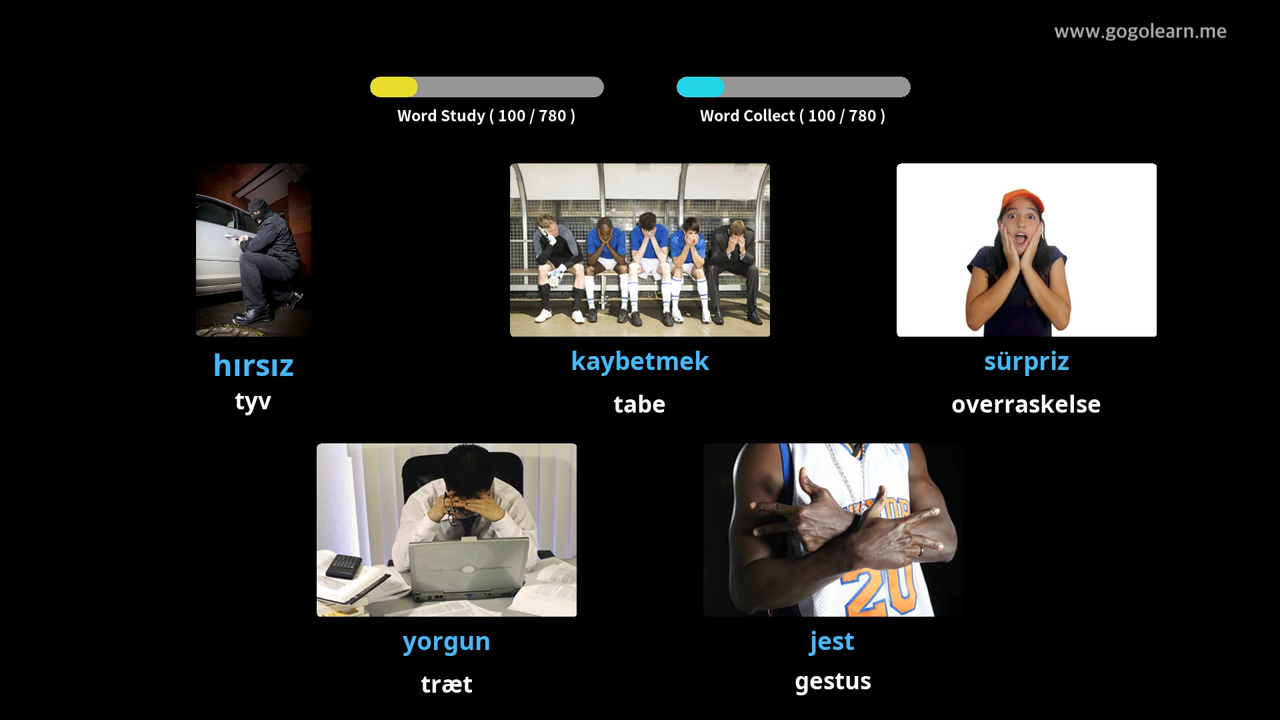 www.gogolearn.me
Word Study ( 100 / 780 )
Word Collect ( 100 / 780 )
hırsız
tyv
kaybetmek
tabe
sürpriz
overraskelse
yorgun
træt
jest
gestus
20